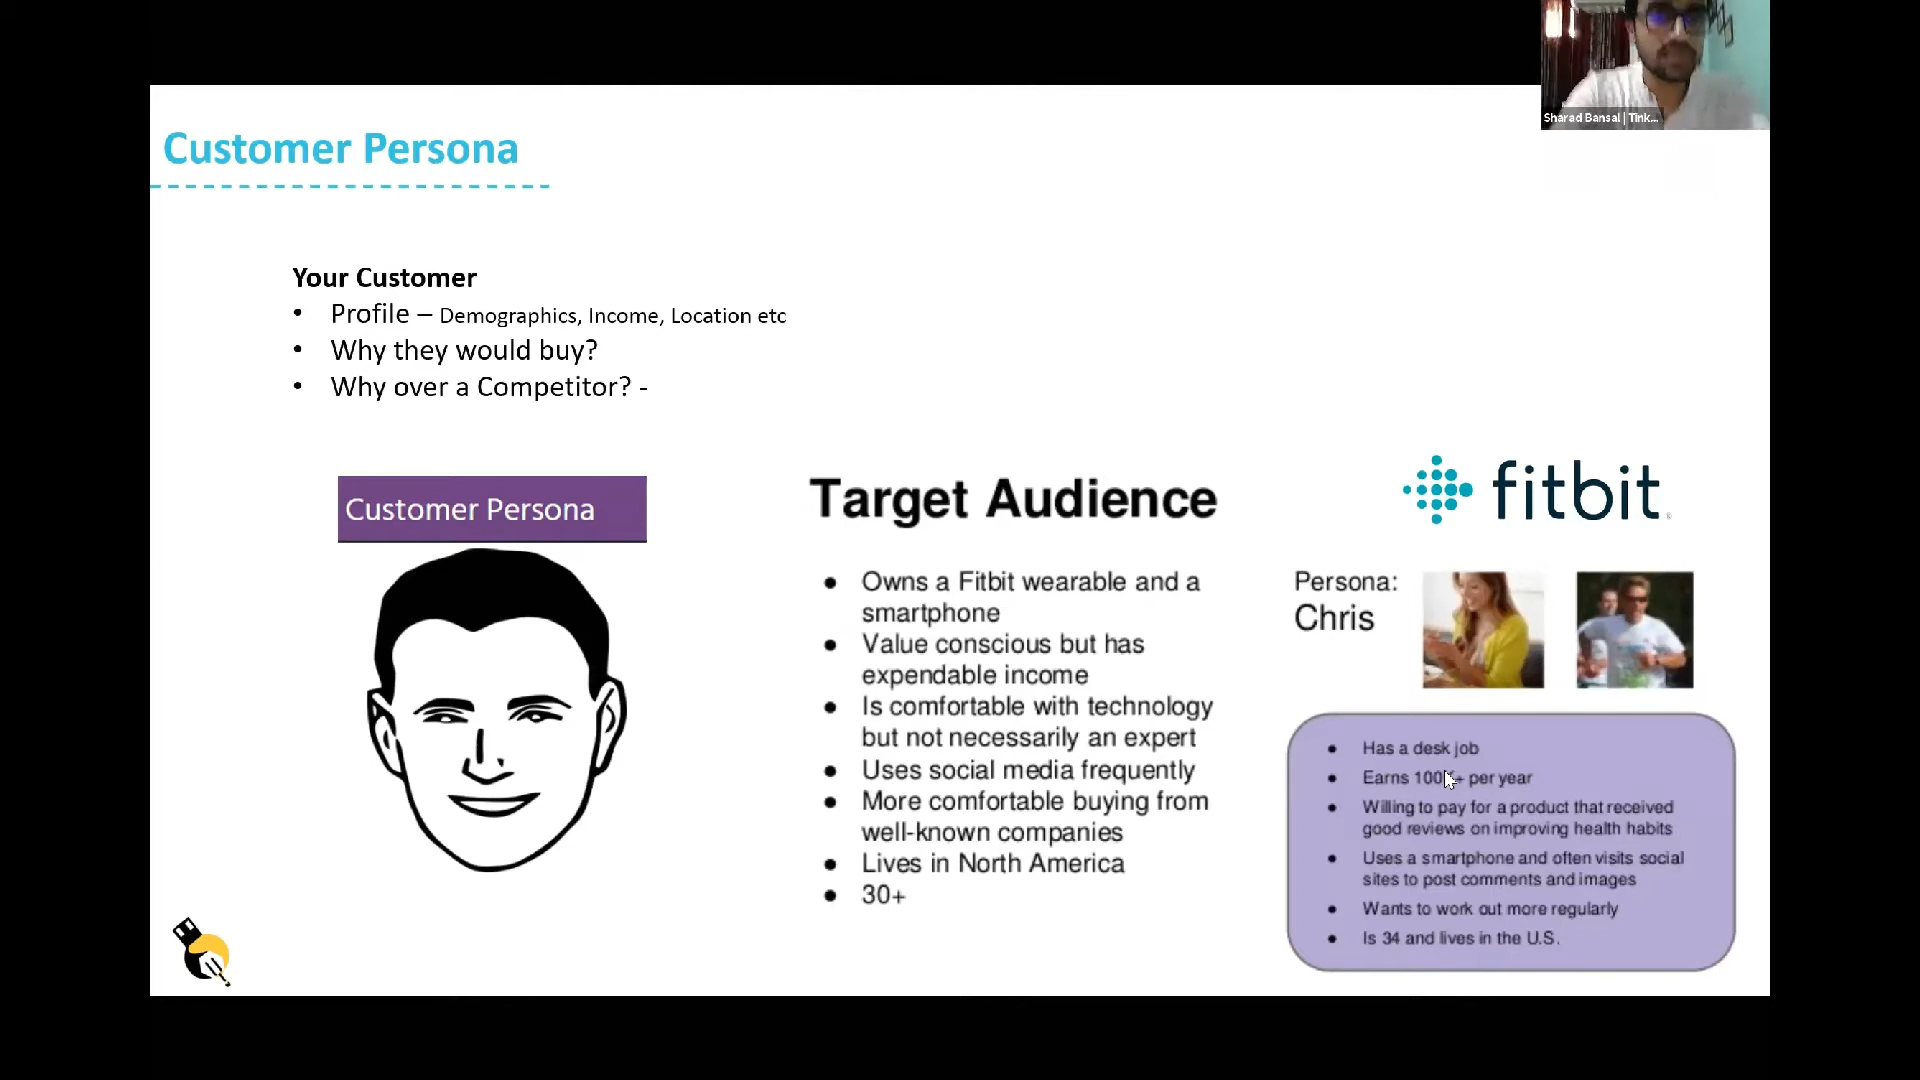 Sharad Bansal | Tink...
Customer Persona
Your Customer
• Profile – Demographics, Income, Location etc
• Why they would buy?
• Why over a Competitor? -
Customer Persona
Target Audience
● Owns a Fitbit wearable and a
smartphone
● Value conscious but has
expendable income
● Is comfortable with technology
but not necessarily an expert
● Uses social media frequently
● More comfortable buying from
well-known companies
● Lives in North America
● 30+
fitbit
Persona:
Chris
● Has a desk job
● Earns 100K+ per year
● Willing to pay for a product that received
good reviews on improving health habits
● Uses a smartphone and often visits social
sites to post comments and images
● Wants to work out more regularly
● Is 34 and lives in the U.S.